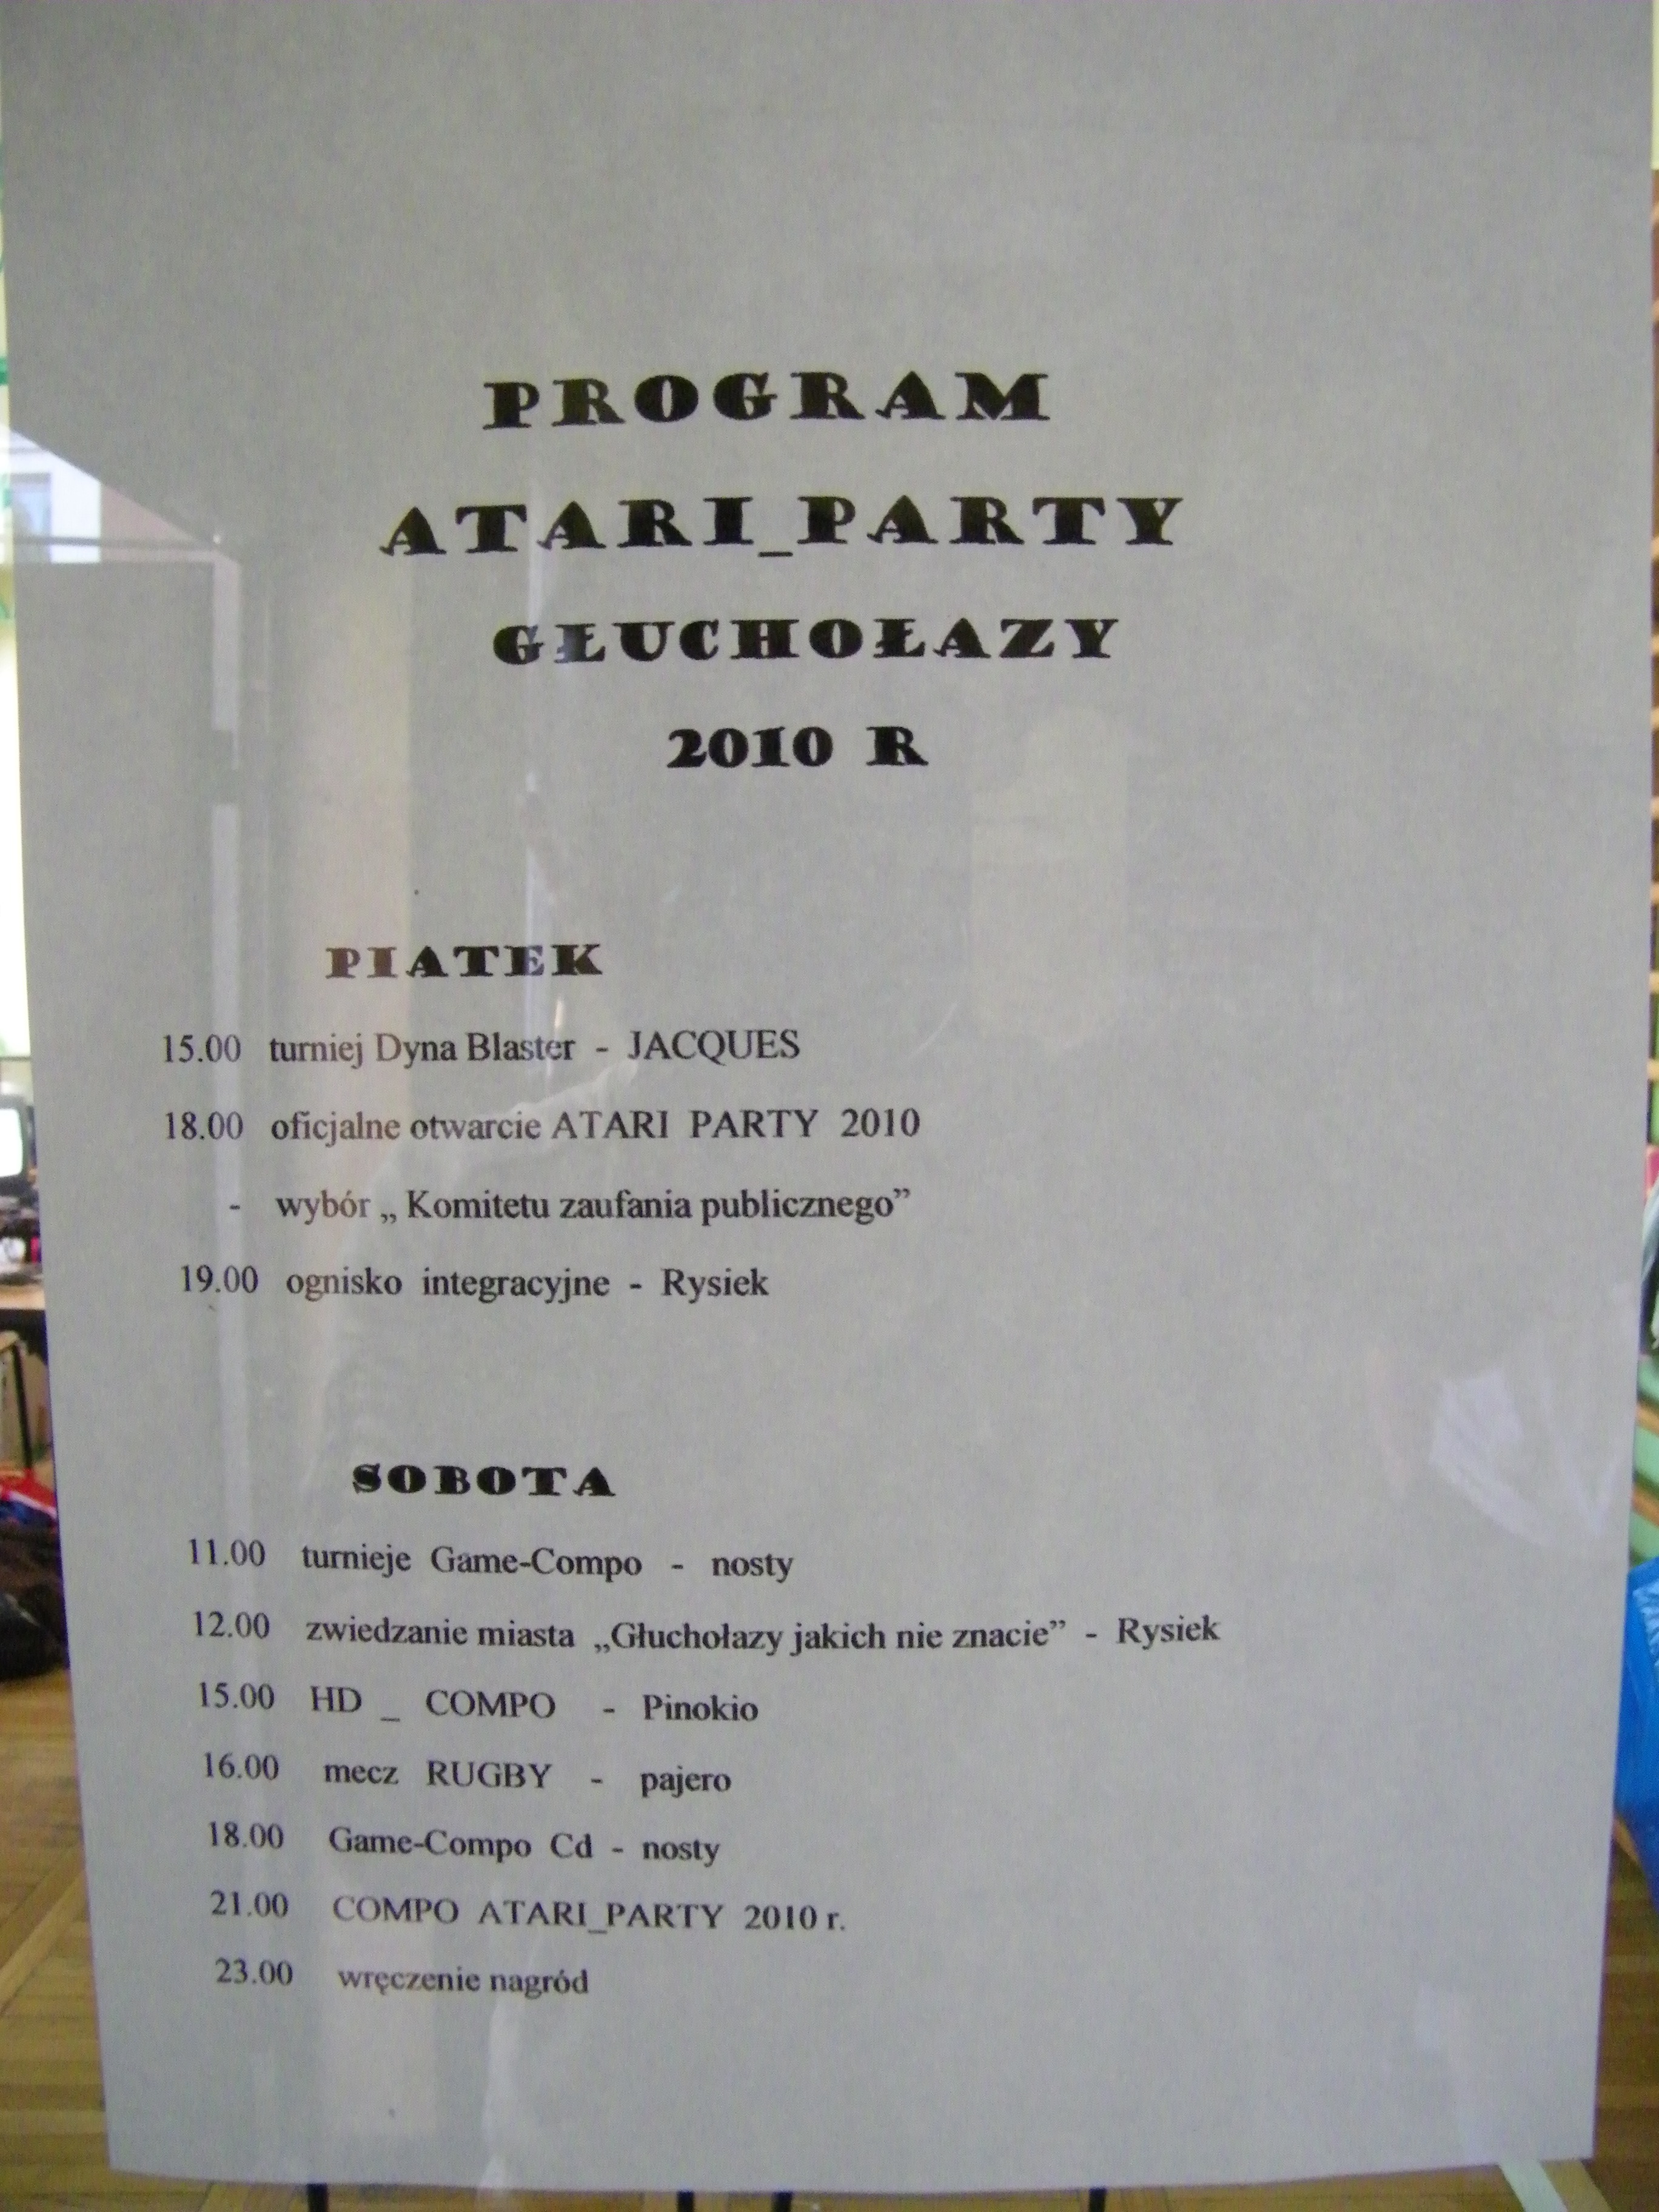 PROGRAM
ATARI_PARTY
GŁUCHOŁAZY
2010 R
PIATEK
15.00 turniej Dyna Blaster - JACQUES
18.00 oficjalne otwarcie ATARI PARTY 2010
- wybór „ Komitetu zaufania publicznego”
19.00 ognisko integracyjne - Rysiek
SOBOTA
11.00 turnieje Game-Compo - nosty
12.00 zwiedzanie miasta „Głuchołazy jakich nie znacie” - Rysiek
15.00 HD _ COMPO - Pinokio
16.00 mecz RUGBY - pajero
18.00 Game-Compo Cd - nosty
21.00 COMPO ATARI_PARTY 2010 r.
23.00 wręczenie nagród